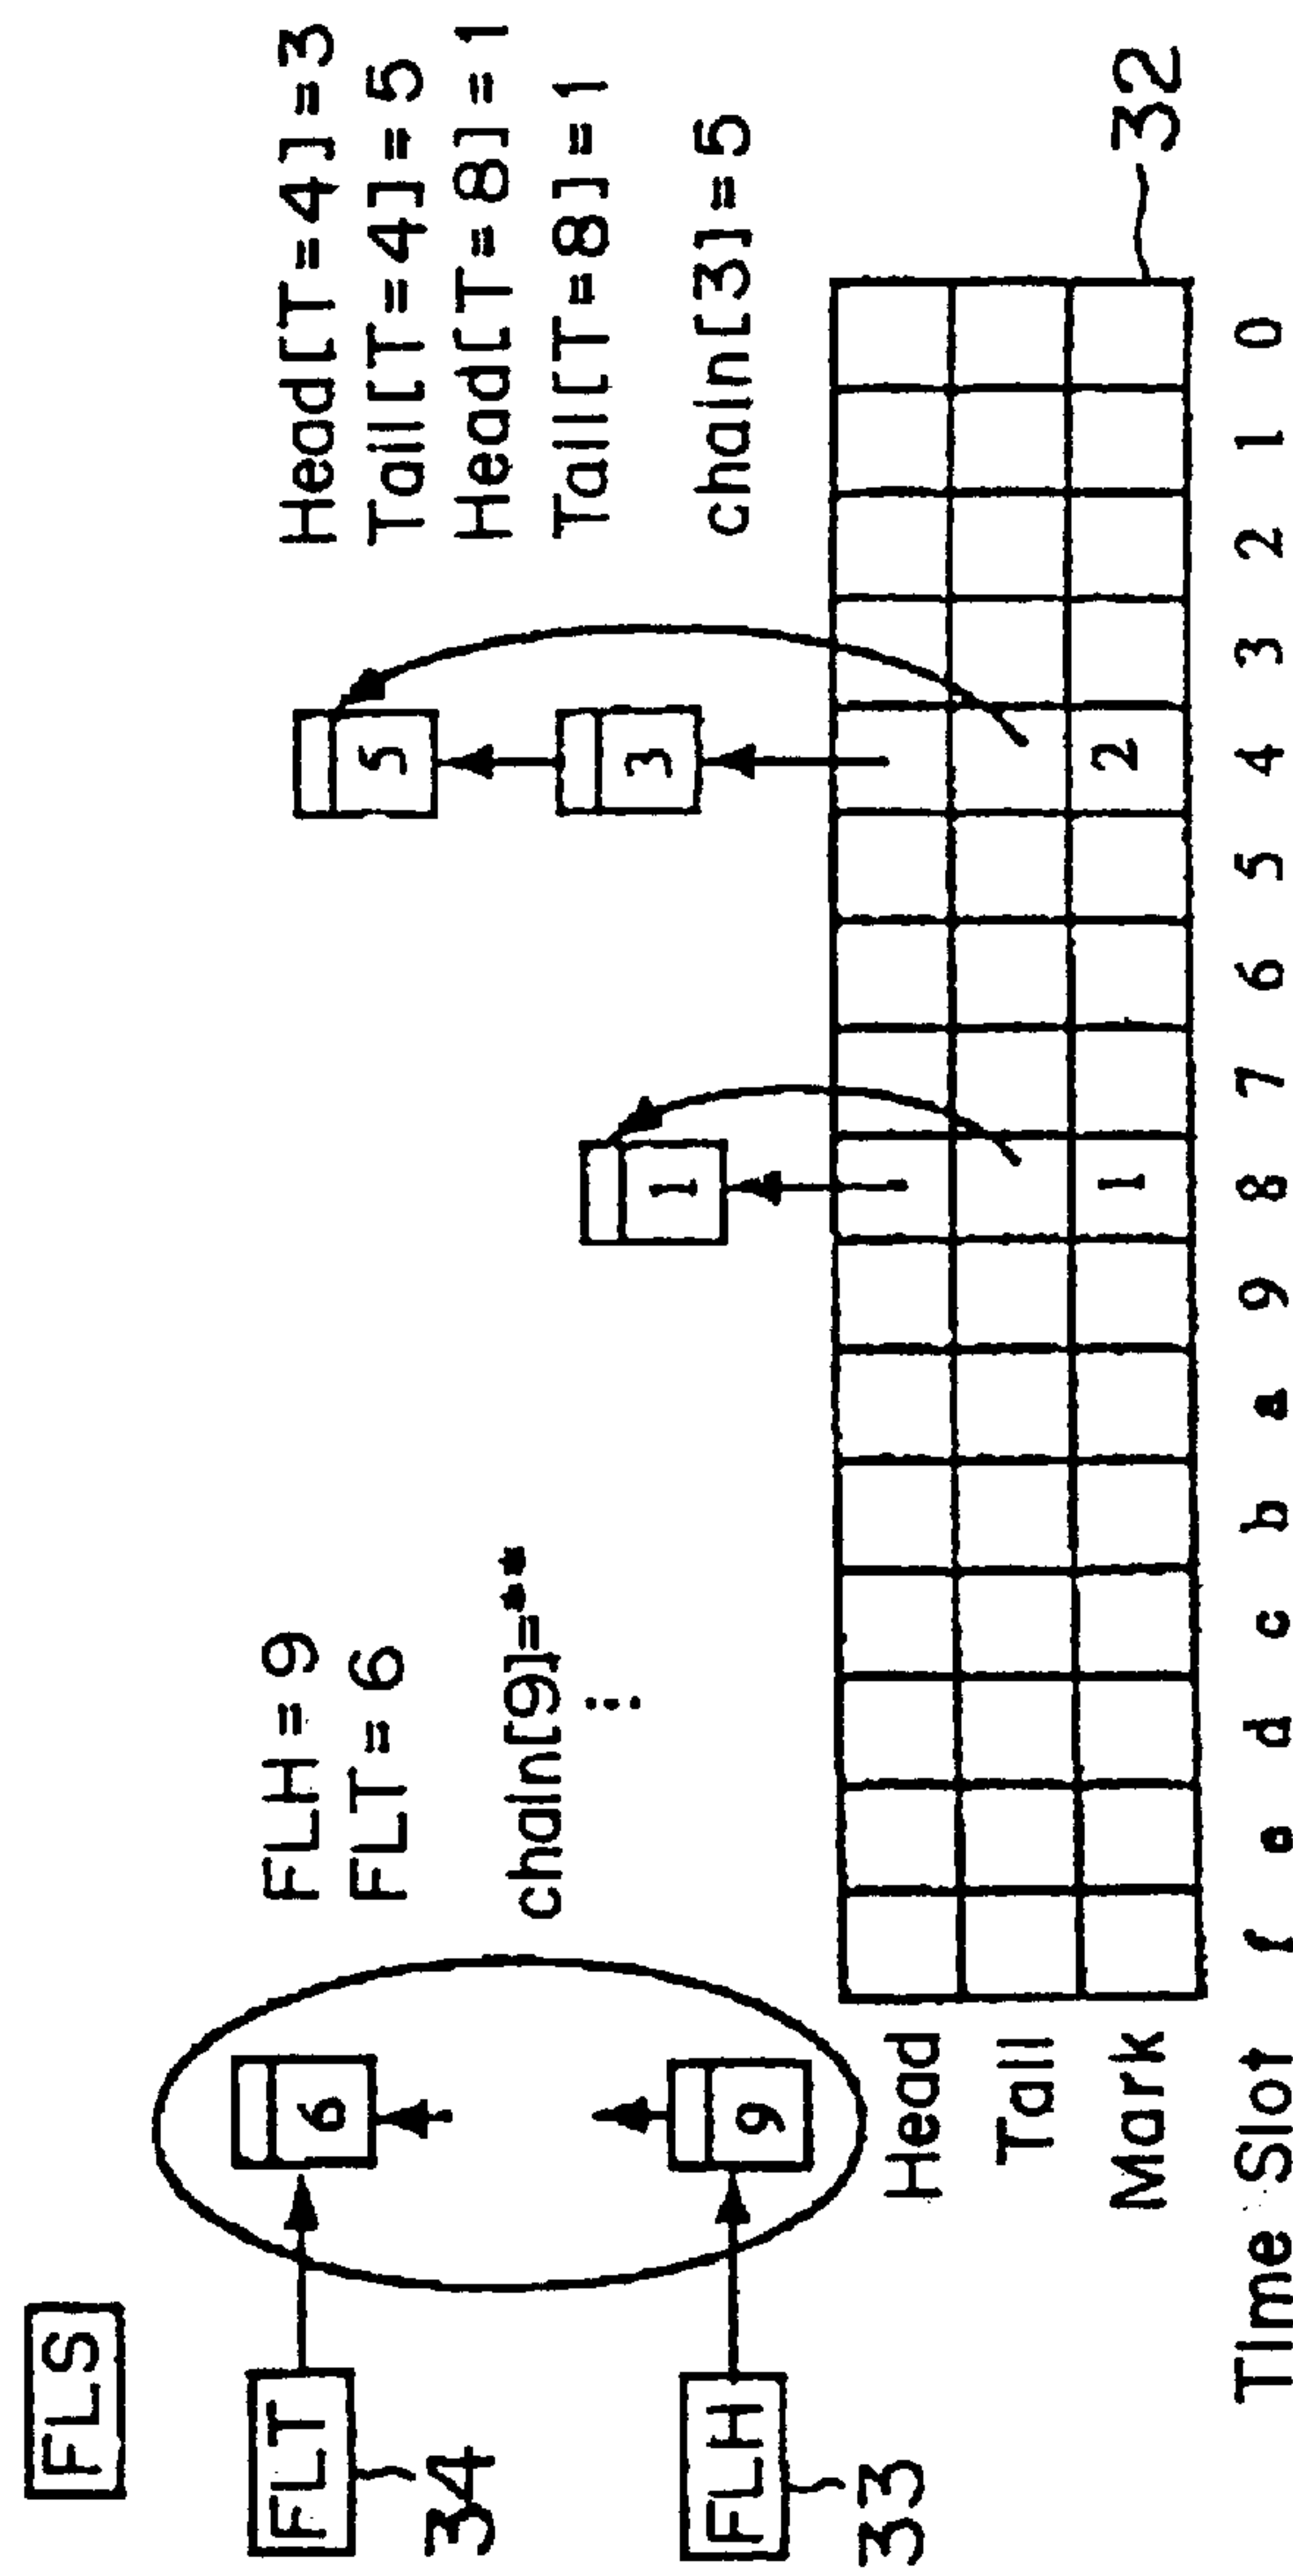 FLS
FLT
34
FLH
33
6
9
FLH=9
FLT=6
chain[9]=**
⋮
1
5
3
Head[T=4]=3
Tail[T=4]=5
Head[T=8]=1
Tail[T=8]=1
chain[3]=5
Head
Tail
Mark 1 2
32
Time Slot f e d c b a 9 8 7 6 5 4 3 2 1 0